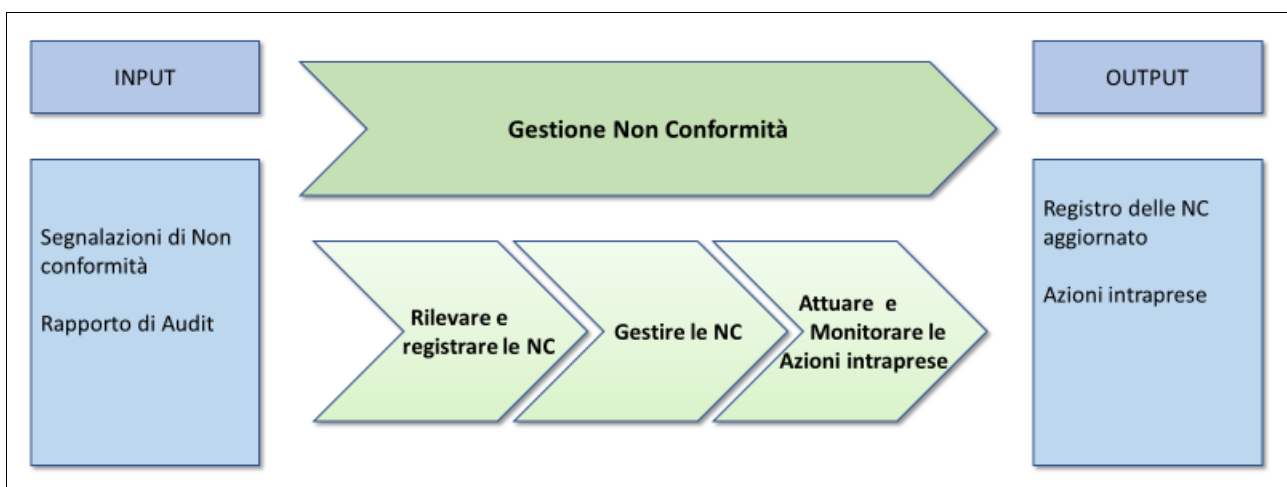 INPUT
Gestione Non Conformità
OUTPUT
Segnalazioni di Non
conformità
Rapporto di Audit
Rilevare e
registrare le NC
Gestire le NC
Attuare e
Monitorare le
Azioni intraprese
Registro delle NC
aggiornato
Azioni intraprese